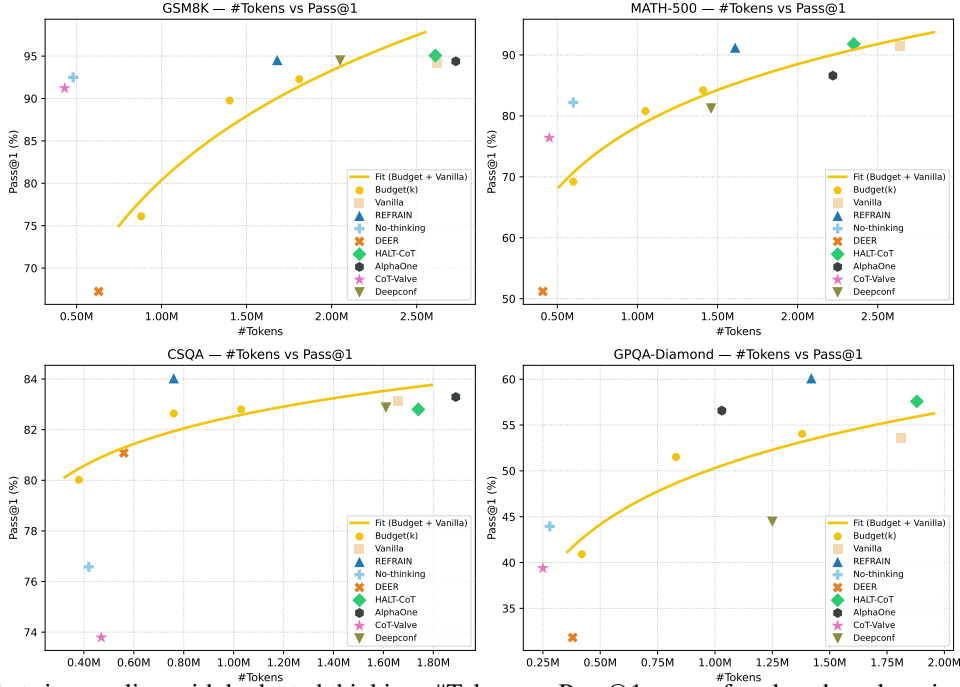 GSM8K — #Tokens vs Pass@1
Pass@1 (%)
95
90
85
80
75
70
0.50M 1.00M 1.50M 2.00M 2.50M
#Tokens
Fit (Budget + Vanilla)
Budget(k)
Vanilla
REFRAIN
No-thinking
DEER
HALT-CoT
AlphaOne
CoT-Valve
Deepconf
MATH-500 — #Tokens vs Pass@1
Pass@1 (%)
90
80
70
60
50
0.50M 1.00M 1.50M 2.00M 2.50M
#Tokens
Fit (Budget + Vanilla)
Budget(k)
Vanilla
REFRAIN
No-thinking
DEER
HALT-CoT
AlphaOne
CoT-Valve
Deepconf
CSQA — #Tokens vs Pass@1
Pass@1 (%)
84
82
80
78
76
74
0.40M 0.60M 0.80M 1.00M 1.20M 1.40M 1.60M 1.80M
#Tokens
Fit (Budget + Vanilla)
Budget(k)
Vanilla
REFRAIN
No-thinking
DEER
HALT-CoT
AlphaOne
CoT-Valve
Deepconf
GPQA-Diamond — #Tokens vs Pass@1
Pass@1 (%)
60
55
50
45
40
35
0.25M 0.50M 0.75M 1.00M 1.25M 1.50M 1.75M 2.00M
#Tokens
Fit (Budget + Vanilla)
Budget(k)
Vanilla
REFRAIN
No-thinking
DEER
HALT-CoT
AlphaOne
CoT-Valve
Deepconf